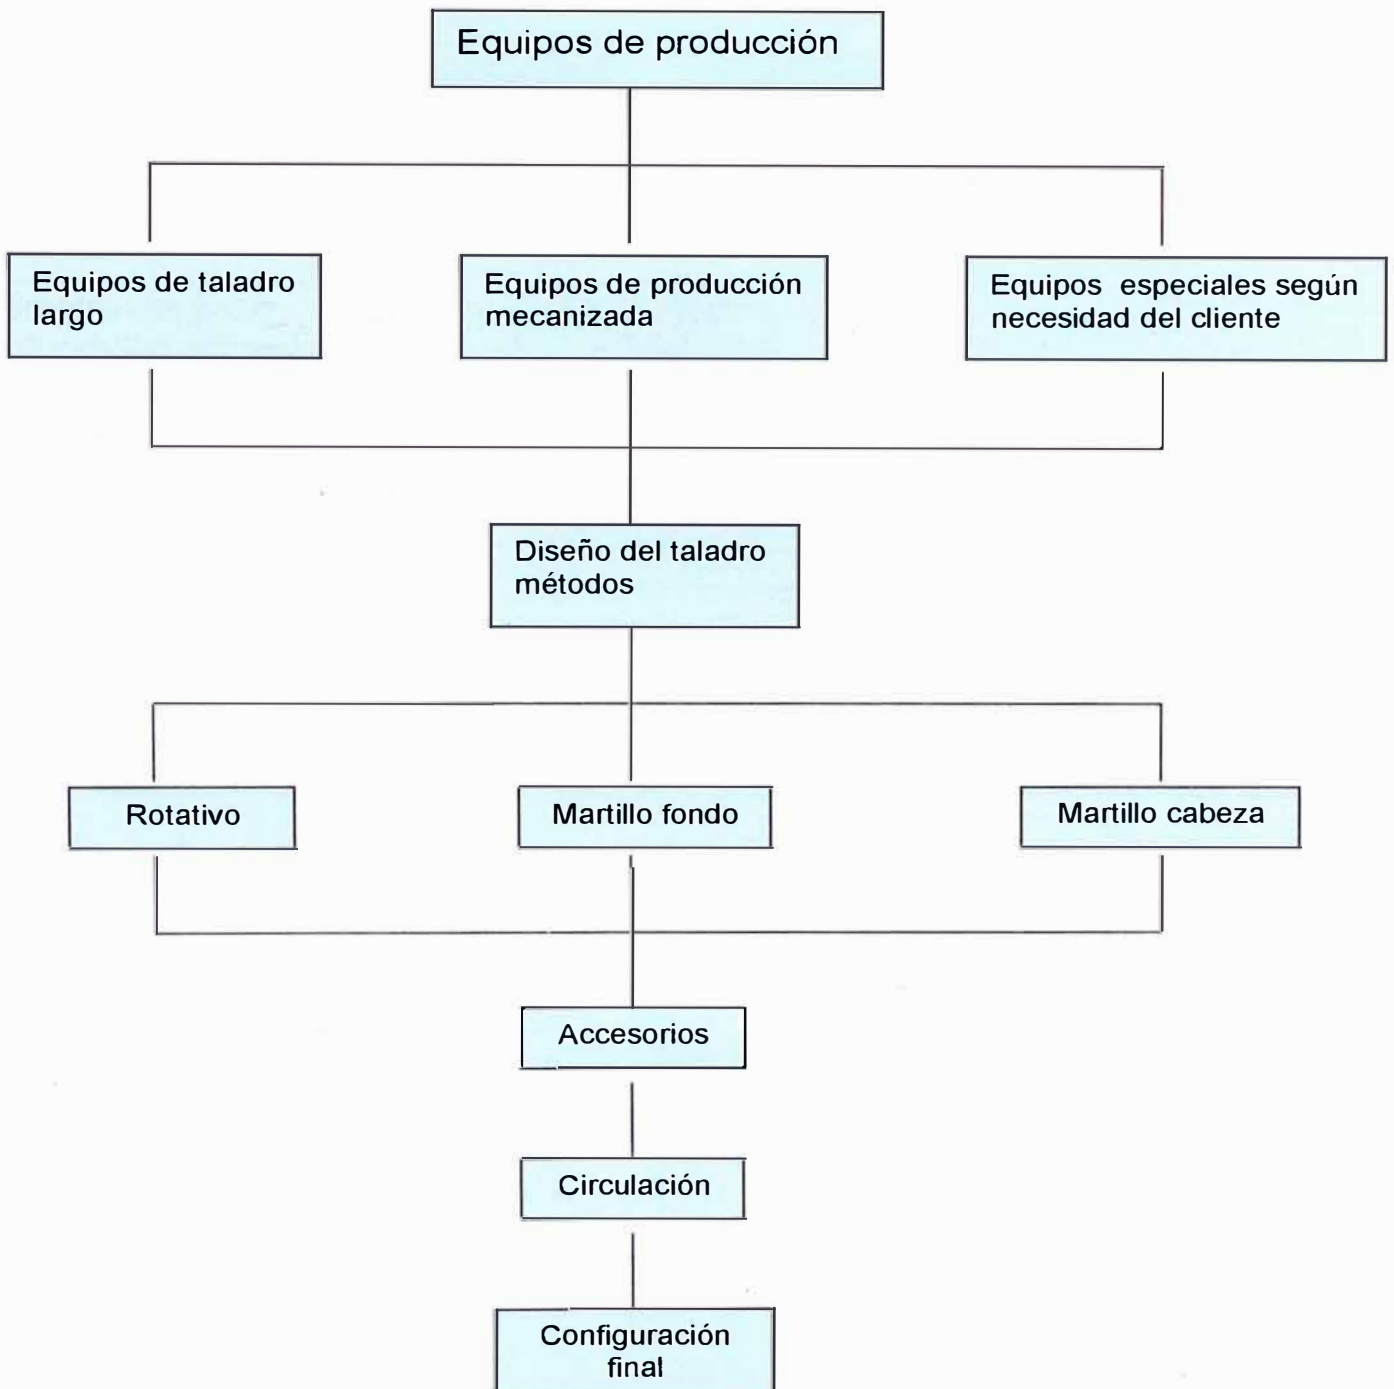 Equipos de producción
Equipos de taladro
largo
Equipos de producción
mecanizada
Equipos especiales según
necesidad del cliente
Diseño del taladro
métodos
Rotativo
Martillo fondo
Martillo cabeza
Accesorios
Circulación
Configuración
final